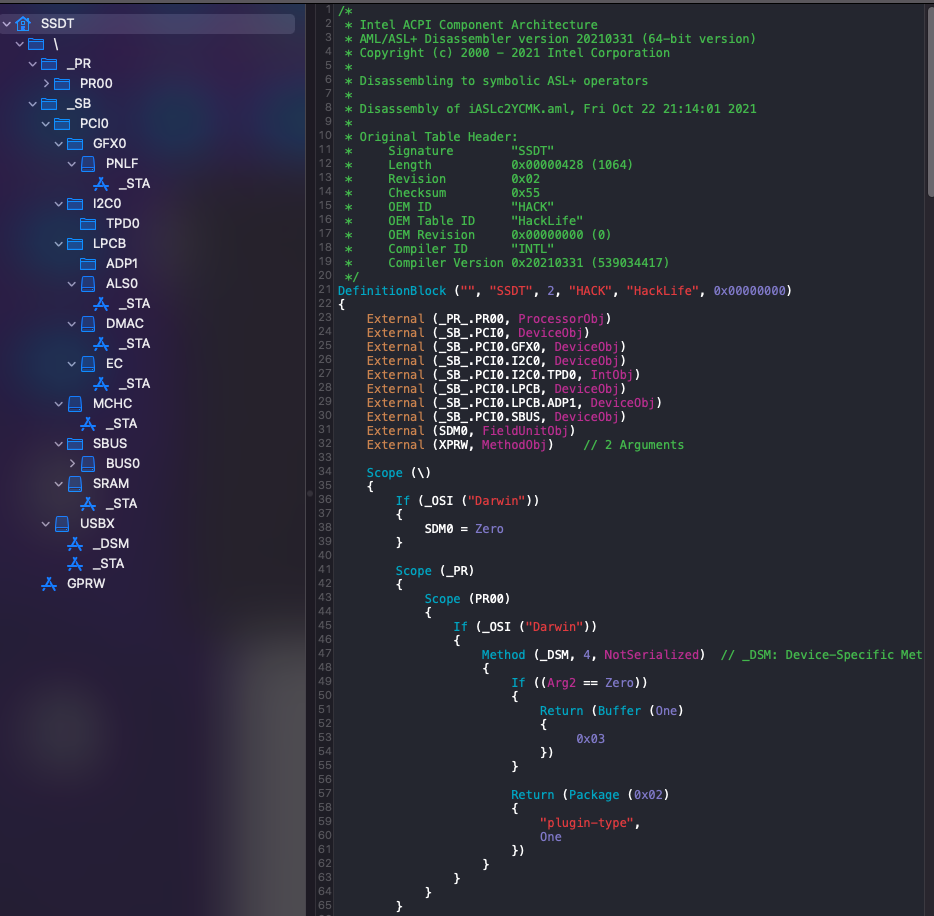 SSDT
\
_PR
PR00
_SB
PCI0
GFX0
PNLF
_STA
I2C0
TPD0
LPCB
ADP1
ALS0
_STA
DMAC
_STA
EC
_STA
MCHC
_STA
SBUS
BUS0
SRAM
_STA
USBX
_DSM
_STA
GPRW
1 /*
2  * Intel ACPI Component Architecture
3  * AML/ASL+ Disassembler version 20210331 (64-bit version)
4  * Copyright (c) 2000 - 2021 Intel Corporation
5  *
6  * Disassembling to symbolic ASL+ operators
7  *
8  * Disassembly of iASLc2YCMK.aml, Fri Oct 22 21:14:01 2021
9  *
10  * Original Table Header:
11  *     Signature        "SSDT"
12  *     Length           0x00000428 (1064)
13  *     Revision         0x02
14  *     Checksum         0x55
15  *     OEM ID           "HACK"
16  *     OEM Table ID     "HackLife"
17  *     OEM Revision     0x00000000 (0)
18  *     Compiler ID      "INTL"
19  *     Compiler Version 0x20210331 (539034417)
20  */
21 DefinitionBlock ("", "SSDT", 2, "HACK", "HackLife", 0x00000000)
22 {
23     External (_PR_.PR00, ProcessorObj)
24     External (_SB_.PCI0, DeviceObj)
25     External (_SB_.PCI0.GFX0, DeviceObj)
26     External (_SB_.PCI0.I2C0, DeviceObj)
27     External (_SB_.PCI0.I2C0.TPD0, IntObj)
28     External (_SB_.PCI0.LPCB, DeviceObj)
29     External (_SB_.PCI0.LPCB.ADP1, DeviceObj)
30     External (_SB_.PCI0.SBUS, DeviceObj)
31     External (SDM0, FieldUnitObj)
32     External (XPRW, MethodObj)    // 2 Arguments
33
34     Scope (\)
35     {
36         If (_OSI ("Darwin"))
37         {
38             SDM0 = Zero
39         }
40
41         Scope (_PR)
42         {
43             Scope (PR00)
44             {
45                 If (_OSI ("Darwin"))
46                 {
47                     Method (_DSM, 4, NotSerialized)  // _DSM: Device-Specific Met
48                     {
49                         If ((Arg2 == Zero))
50                         {
51                             Return (Buffer (One)
52                             {
53                                  0x03
54                             })
55                         }
56
57                         Return (Package (0x02)
58                         {
59                             "plugin-type",
60                             One
61                         })
62                     }
63                 }
64             }
65         }